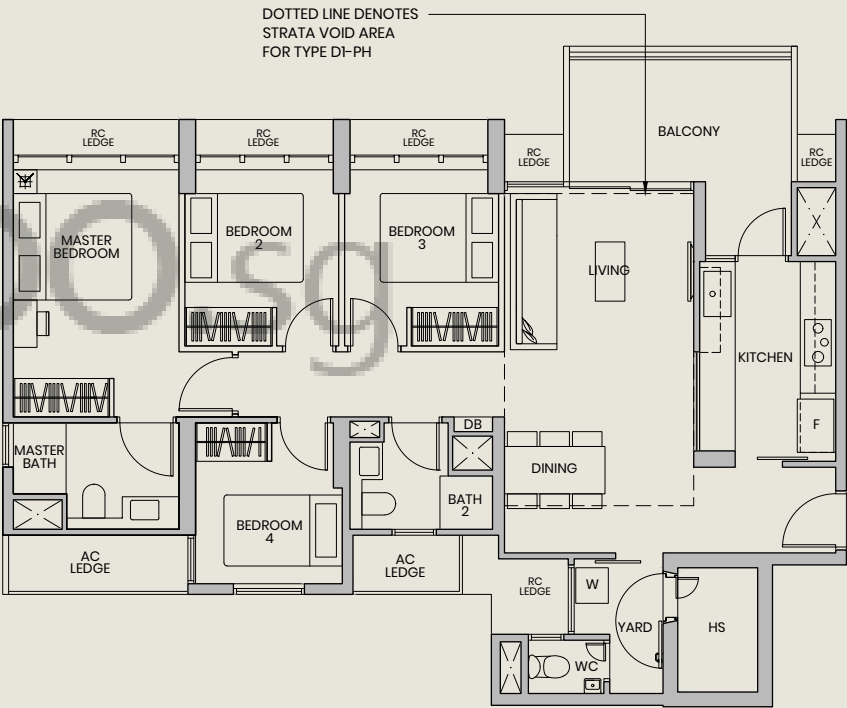 DOTTED LINE DENOTES
STRATA VOID AREA
FOR TYPE D1-PH
BALCONY
RC
LEDGE
RC
LEDGE
RC
LEDGE
RC
LEDGE
RC
LEDGE
MASTER
BEDROOM
BEDROOM
2
BEDROOM
3
LIVING
X
KITCHEN
F
DB
DINING
MASTER
BATH
BATH
2
BEDROOM
4
AC
LEDGE
AC
LEDGE
RC
LEDGE
W
YARD
HS
WC
.sg